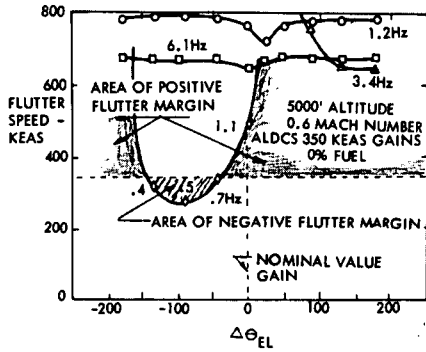 800
1.2Hz
6.1Hz
600
AREA OF POSITIVE
FLUTTER MARGIN
3.4Hz
FLUTTER
SPEED
KEAS
5000' ALTITUDE
0.6 MACH NUMBER
ALDCS 350 KEAS GAINS
0% FUEL
1.1
400
.4
.5
.7Hz
AREA OF NEGATIVE FLUTTER MARGIN
200
NOMINAL VALUE
GAIN
0
-200
-100
0
100
200
ΔΘEL